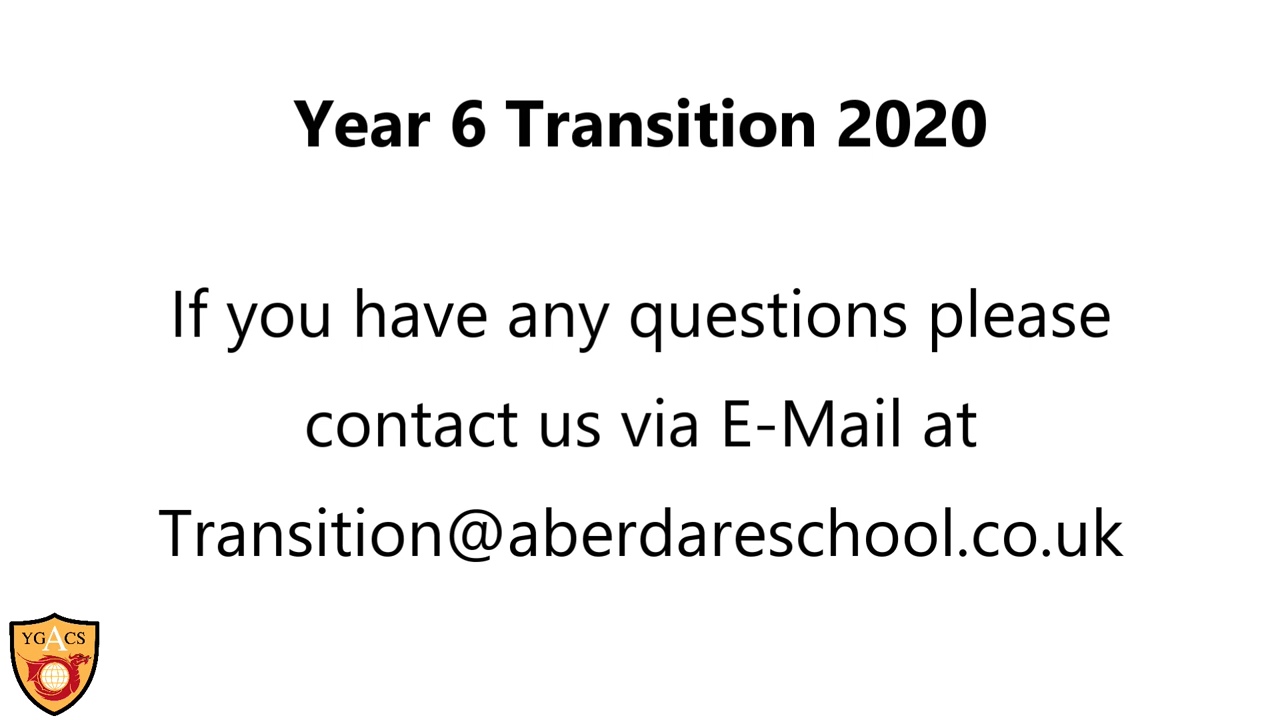 Year 6 Transition 2020
If you have any questions please
contact us via E-Mail at
Transition@aberdareschool.co.uk
YGACS